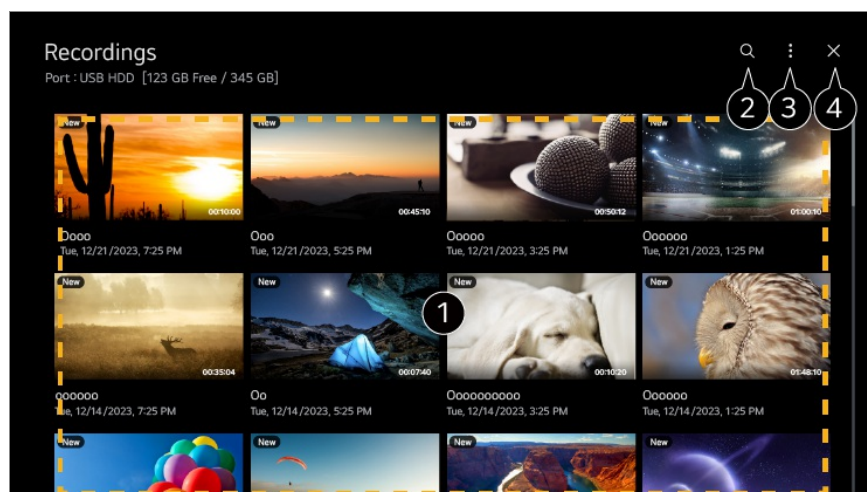 Recordings
Port : USB HDD [123 GB Free / 345 GB]
2 3 4
New New New
00:10:00 00:45:10 00:50:12 01:00:10
Oooo Ooo Ooooo Oooooo
Tue, 12/21/2023, 7:25 PM Tue, 12/21/2023, 5:25 PM Tue, 12/21/2023, 3:25 PM Tue, 12/21/2023, 1:25 PM
New New New New
1
00:35:04 00:07:40 00:10:20 01:48:10
oooooo Oo Oooooooooo Oooooo
Tue, 12/14/2023, 7:25 PM Tue, 12/14/2023, 5:25 PM Tue, 12/14/2023, 3:25 PM Tue, 12/14/2023, 1:25 PM
New New New New